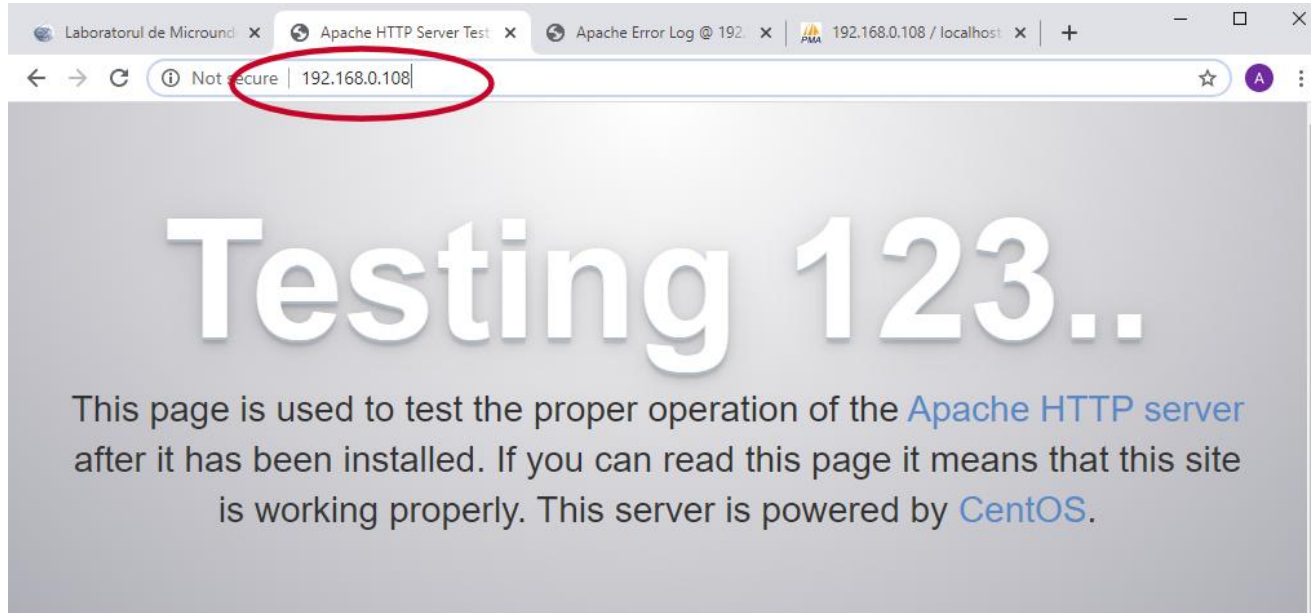 Laboratorul de Micround
Apache HTTP Server Test
Apache Error Log @ 192.
PMA
192.168.0.108 / localhost
Not secure
192.168.0.108
A
Testing 123..
This page is used to test the proper operation of the Apache HTTP server
after it has been installed. If you can read this page it means that this site
is working properly. This server is powered by CentOS.